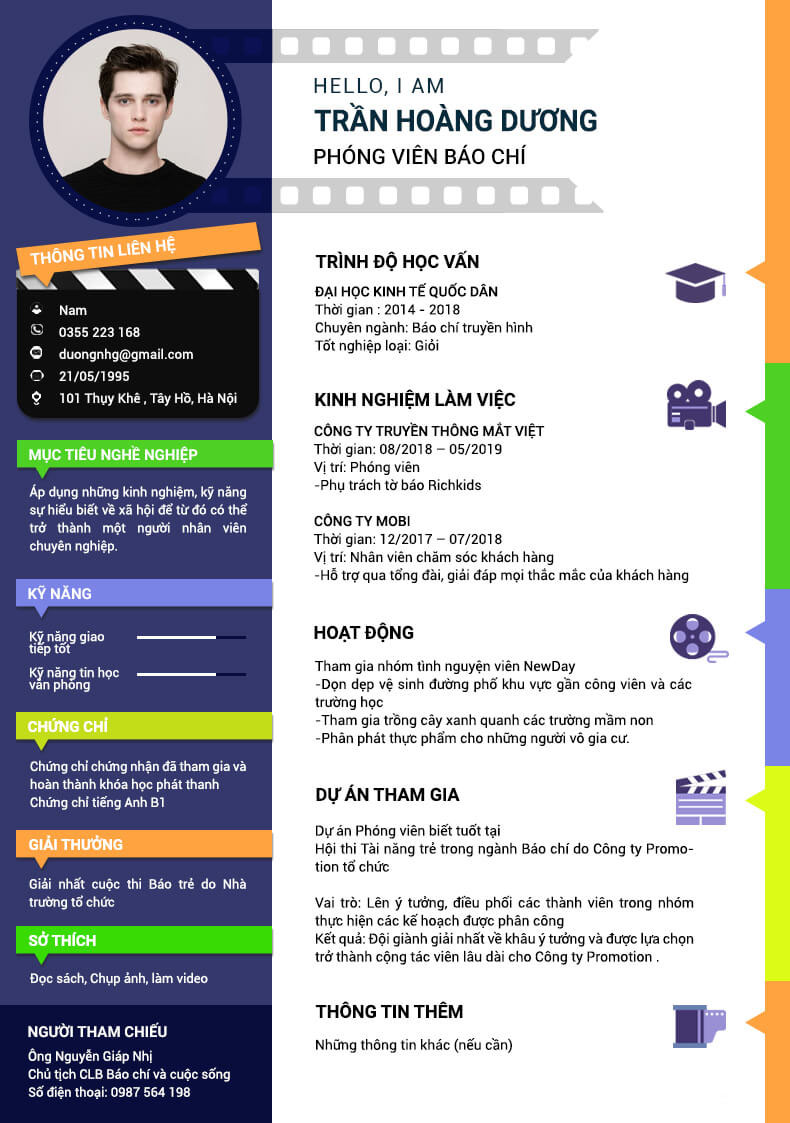 HELLO, I AM
TRẦN HOÀNG DƯƠNG
PHÓNG VIÊN BÁO CHÍ
THÔNG TIN LIÊN HỆ
Nam
0355 223 168
duongnhg@gmail.com
21/05/1995
101 Thụy Khê , Tây Hồ, Hà Nội
MỤC TIÊU NGHỀ NGHIỆP
Áp dụng những kinh nghiệm, kỹ năng
sự hiểu biết về xã hội để từ đó có thể
trở thành một người nhân viên
chuyên nghiệp.
KỸ NĂNG
Kỹ năng giao
tiếp tốt
Kỹ năng tin học
văn phòng
CHỨNG CHỈ
Chứng chỉ chứng nhận đã tham gia và
hoàn thành khóa học phát thanh
Chứng chỉ tiếng Anh B1
GIẢI THƯỞNG
Giải nhất cuộc thi Báo trẻ do Nhà
trường tổ chức
SỞ THÍCH
Đọc sách, Chụp ảnh, làm video
NGƯỜI THAM CHIẾU
Ông Nguyễn Giáp Nhị
Chủ tịch CLB Báo chí và cuộc sống
Số điện thoại: 0987 564 198
TRÌNH ĐỘ HỌC VẤN
ĐẠI HỌC KINH TẾ QUỐC DÂN
Thời gian : 2014 - 2018
Chuyên ngành: Báo chí truyền hình
Tốt nghiệp loại: Giỏi
KINH NGHIỆM LÀM VIỆC
CÔNG TY TRUYỀN THÔNG MẮT VIỆT
Thời gian: 08/2018 – 05/2019
Vị trí: Phóng viên
-Phụ trách tờ báo Richkids
CÔNG TY MOBI
Thời gian: 12/2017 – 07/2018
Vị trí: Nhân viên chăm sóc khách hàng
-Hỗ trợ qua tổng đài, giải đáp mọi thắc mắc của khách hàng
HOẠT ĐỘNG
Tham gia nhóm tình nguyện viên NewDay
-Dọn dẹp vệ sinh đường phố khu vực gần công viên và các
trường học
-Tham gia trồng cây xanh quanh các trường mầm non
-Phân phát thực phẩm cho những người vô gia cư.
DỰ ÁN THAM GIA
Dự án Phóng viên biết tuốt tại
Hội thi Tài năng trẻ trong ngành Báo chí do Công ty Promo-
tion tổ chức
Vai trò: Lên ý tưởng, điều phối các thành viên trong nhóm
thực hiện các kế hoạch được phân công
Kết quả: Đội giành giải nhất về khâu ý tưởng và được lựa chọn
trở thành cộng tác viên lâu dài cho Công ty Promotion .
THÔNG TIN THÊM
Những thông tin khác (nếu cần)